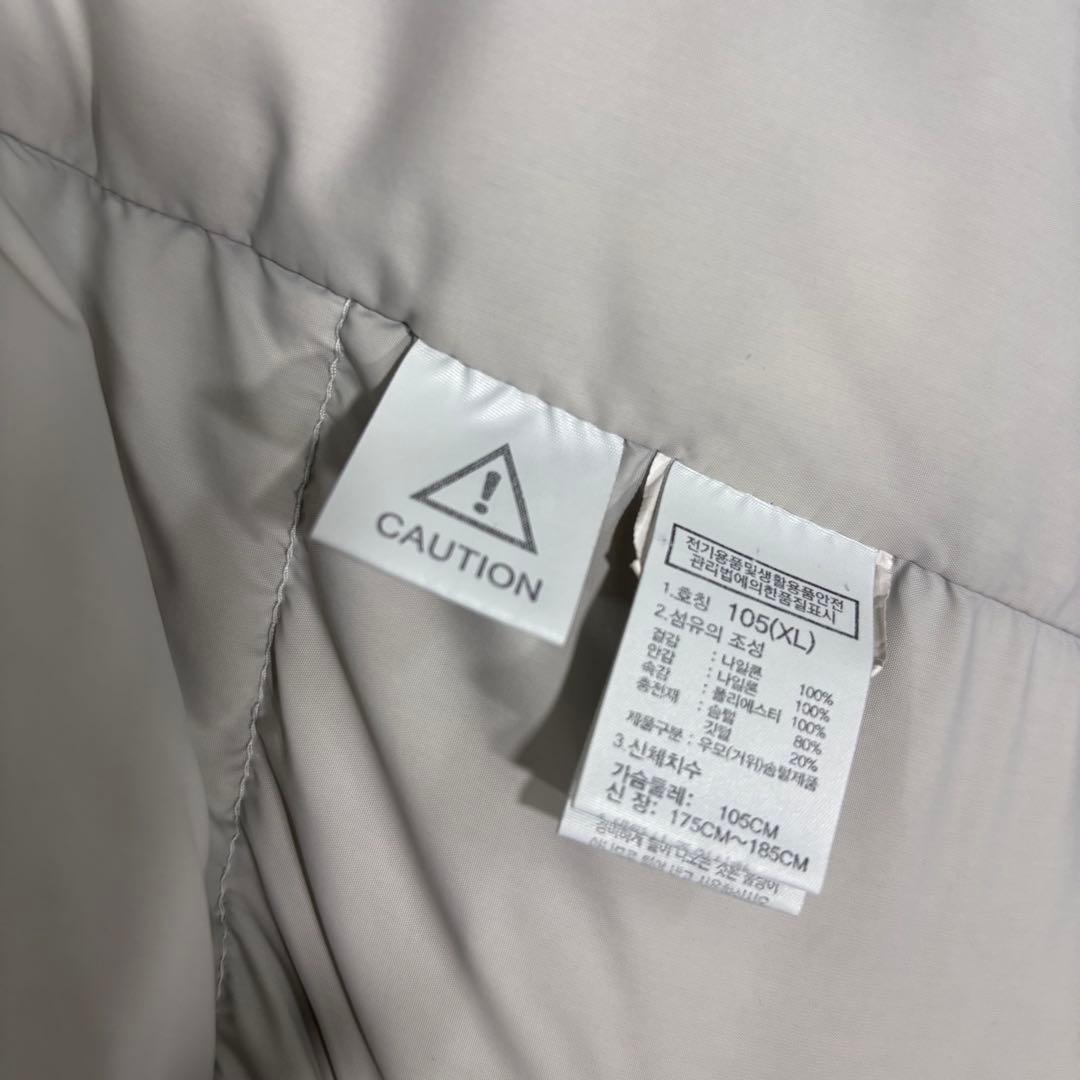 CAUTION
전기용품및생활용품안전
관리법에의한품질표시
1.호칭 105(XL)
2.섬유의 조성
겉감 : 나일론 100%
안감 : 나일론 100%
속감 : 폴리에스터 100%
충전재 : 솜털 80%
깃털 20%
제품구분 : 우모(거위)솜털제품
3.신체치수
가슴둘레: 105CM
신 장: 175CM~185CM